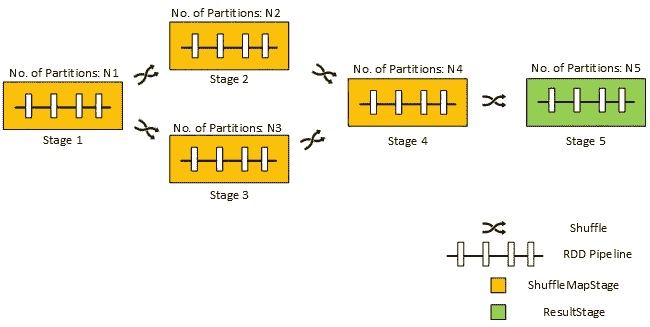 No. of Partitions: N2
Stage 2
No. of Partitions: N1
Stage 1
No. of Partitions: N3
Stage 3
No. of Partitions: N4
Stage 4
No. of Partitions: N5
Stage 5
Shuffle
RDD Pipeline
ShuffleMapStage
ResultStage